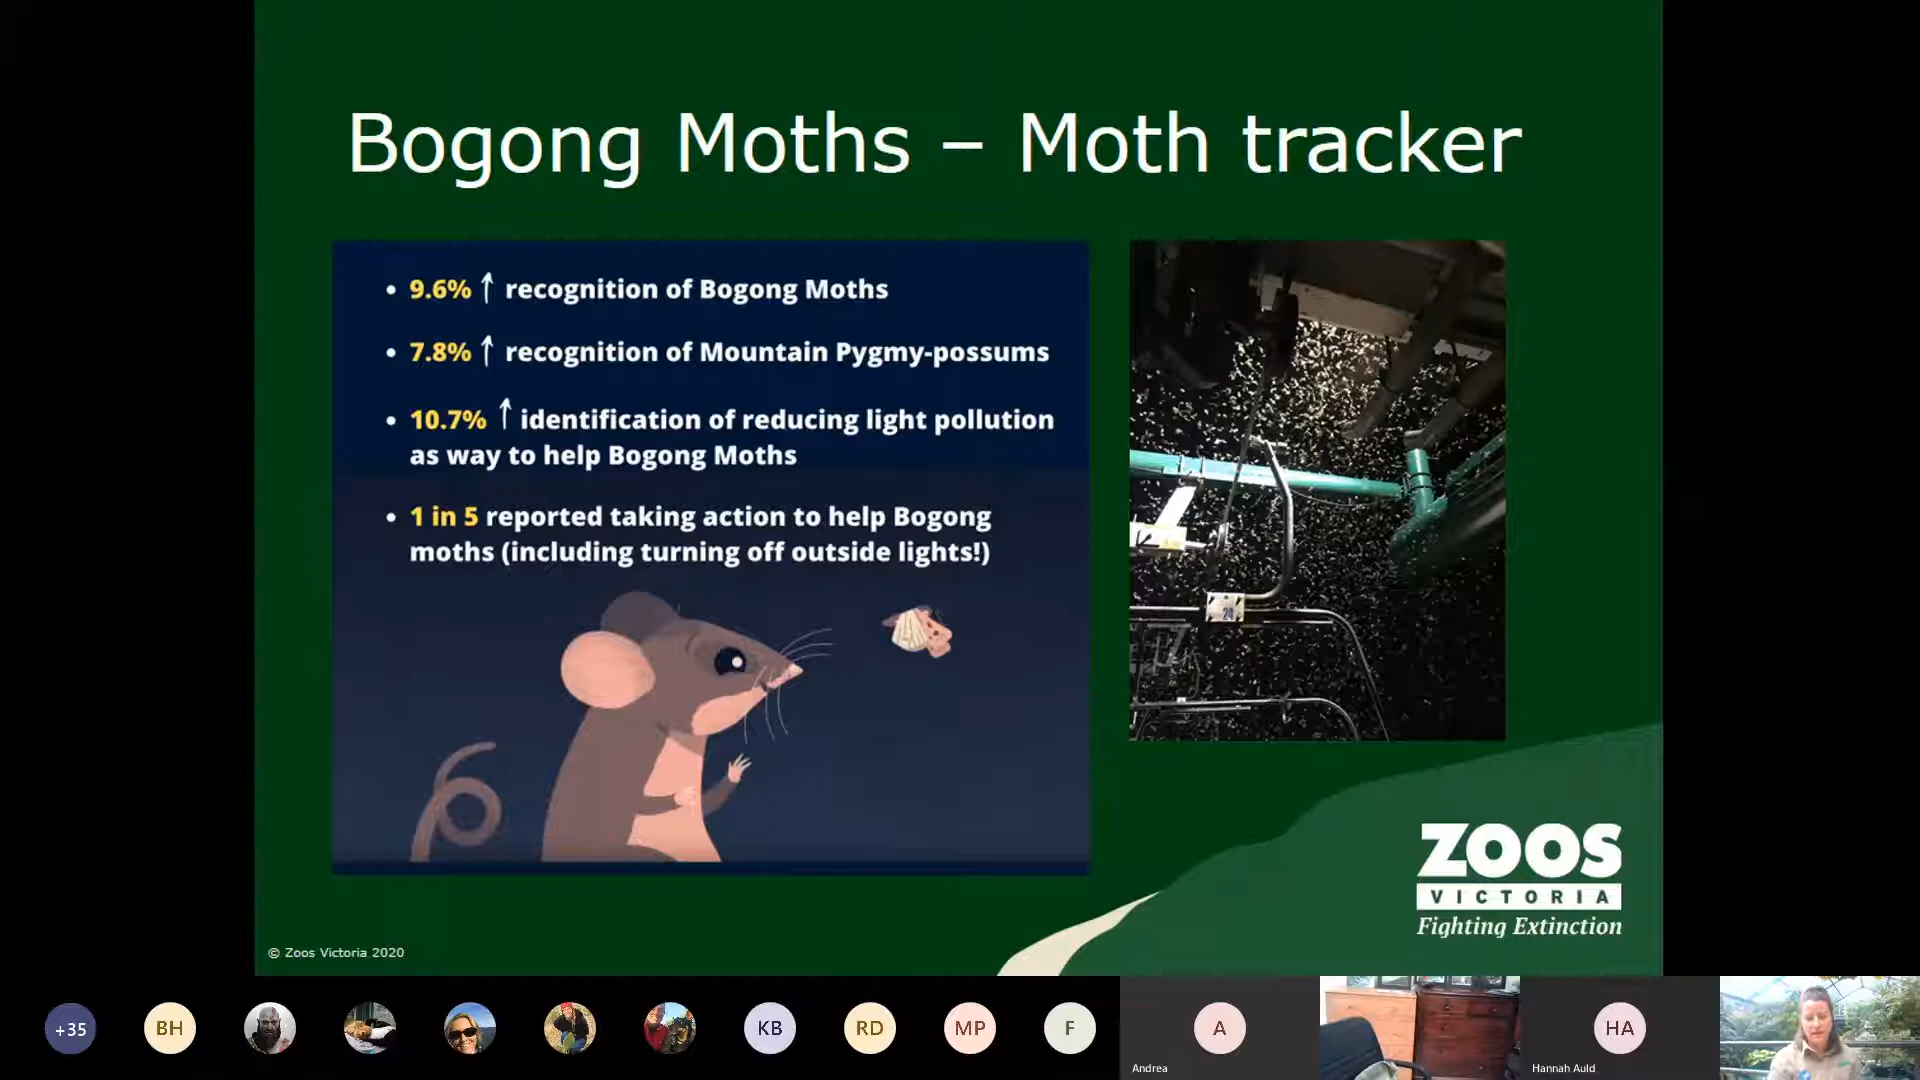 Bogong Moths – Moth tracker
• 9.6% ↑ recognition of Bogong Moths
• 7.8% ↑ recognition of Mountain Pygmy-possums
• 10.7% ↑ identification of reducing light pollution
as way to help Bogong Moths
• 1 in 5 reported taking action to help Bogong
moths (including turning off outside lights!)
20
ZOOS
VICTORIA
Fighting Extinction
© Zoos Victoria 2020
+35
BH
KB
RD
MP
F
A
Andrea
HA
Hannah Auld